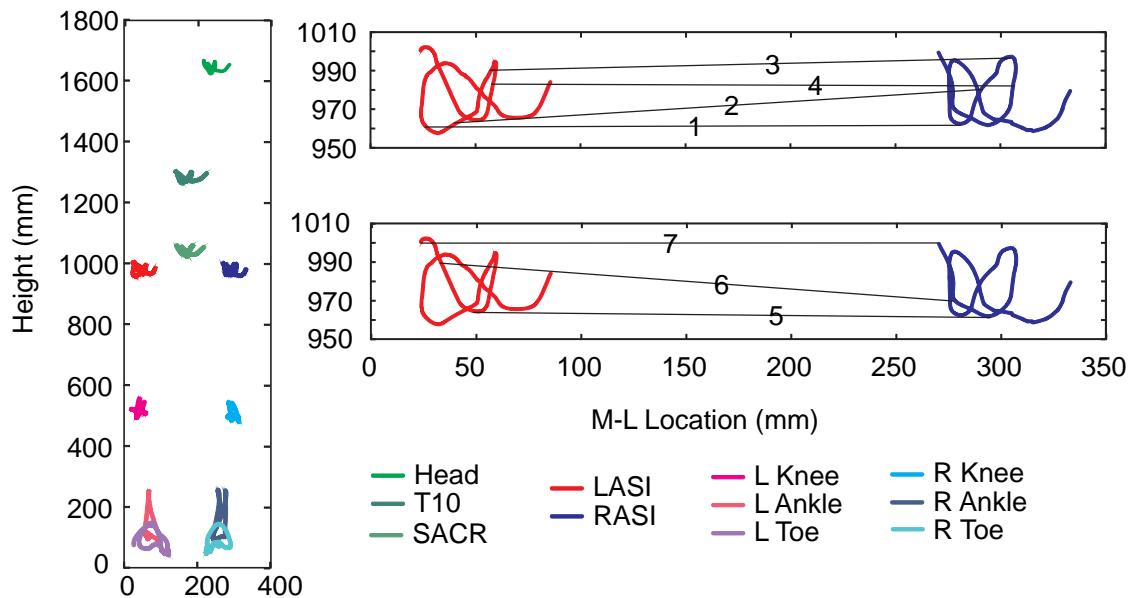 1800
1600
1400
1200
1000
800
600
400
200
0
Height (mm)
0 200 400
1010
990
970
950
3
4
2
1
1010
990
970
950
7
6
5
0 50 100 150 200 250 300 350
M-L Location (mm)
Head
T10
SACR
LASI
RASI
L Knee
L Ankle
L Toe
R Knee
R Ankle
R Toe